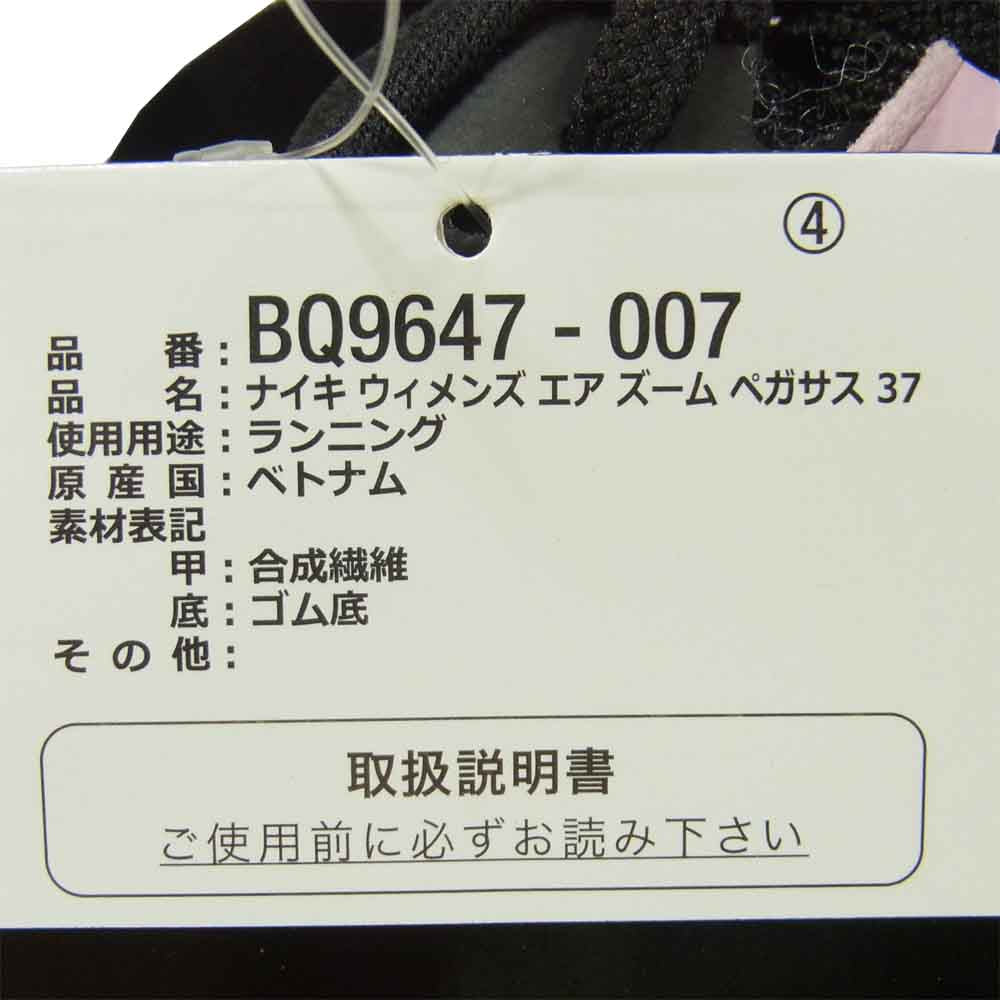 ④
品番：BQ9647 - 007
品名：ナイキ ウィメンズ エア ズーム ペガサス 37
使用用途：ランニング
原産国：ベトナム
素材表記
甲：合成繊維
底：ゴム底
その他：
取扱説明書
ご使用前に必ずお読み下さい